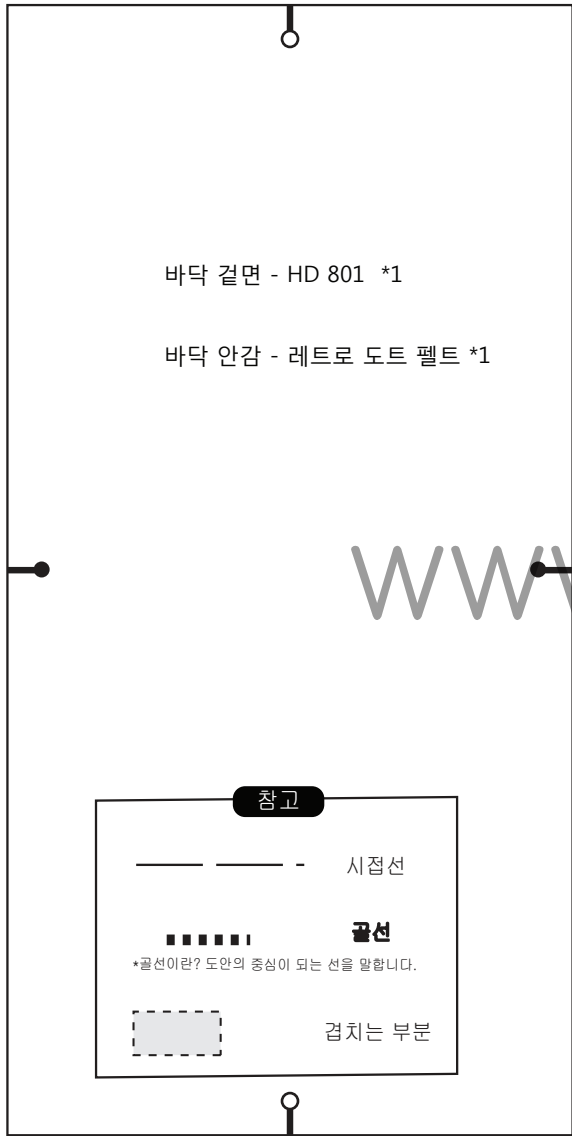 바닥 겉면 - HD 801 *1
바닥 안감 - 레트로 도트 펠트 *1
WW
참고
시접선
골선
*골선이란? 도안의 중심이 되는 선을 말합니다.
겹치는 부분